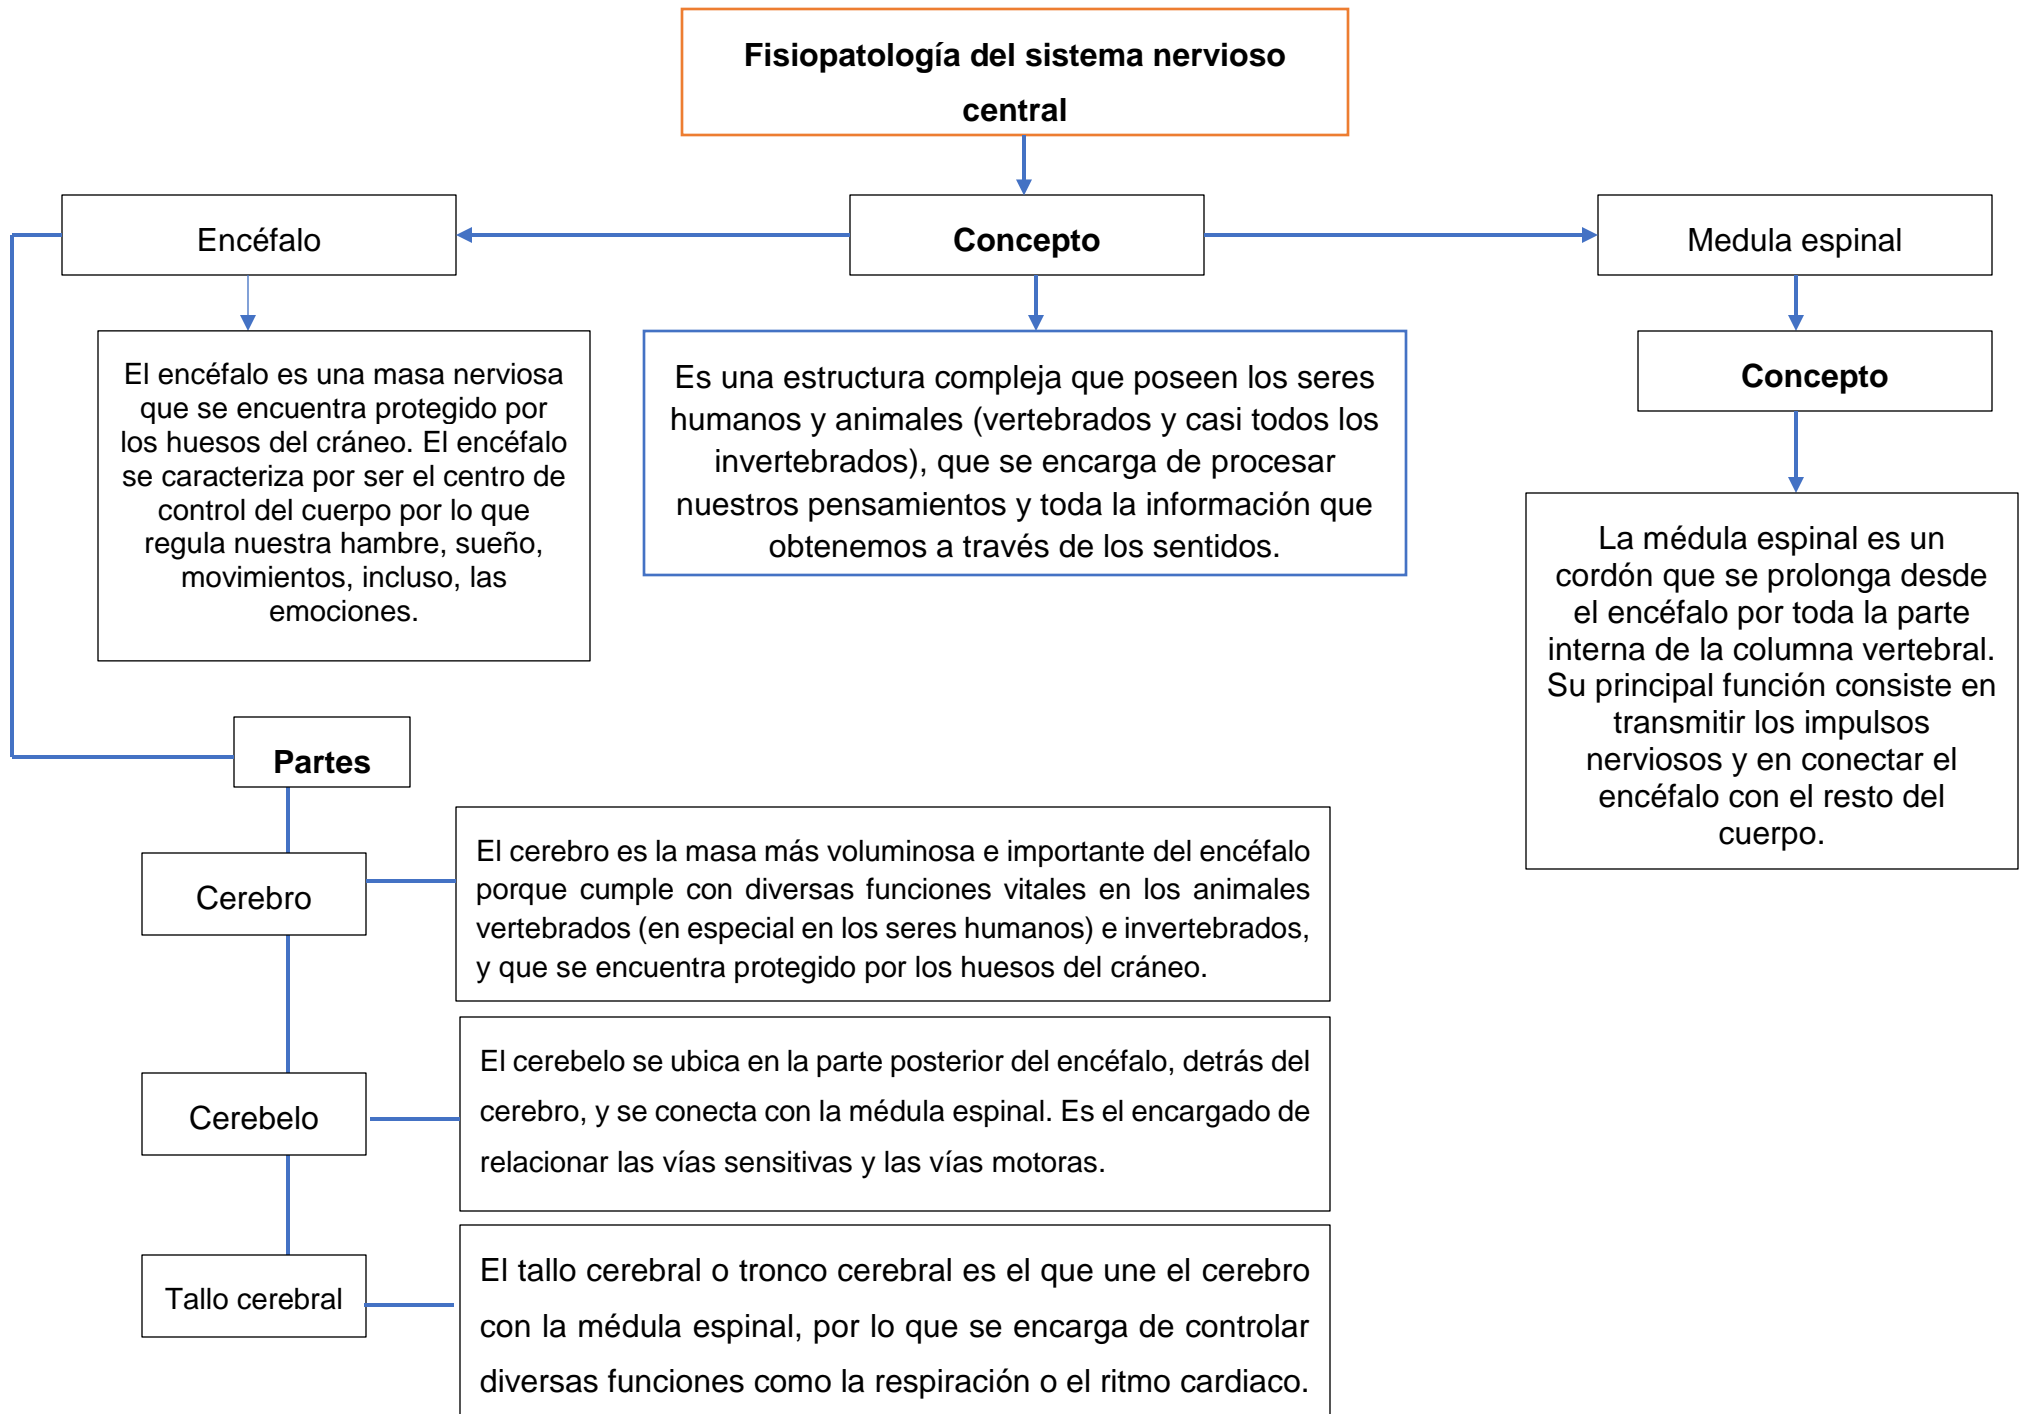 Fisiopatología del sistema nervioso
central
Encéfalo
Concepto
Medula espinal
El encéfalo es una masa nerviosa
que se encuentra protegido por
los huesos del cráneo. El encéfalo
se caracteriza por ser el centro de
control del cuerpo por lo que
regula nuestra hambre, sueño,
movimientos, incluso, las
emociones.
Es una estructura compleja que poseen los seres
humanos y animales (vertebrados y casi todos los
invertebrados), que se encarga de procesar
nuestros pensamientos y toda la información que
obtenemos a través de los sentidos.
Concepto
La médula espinal es un
cordón que se prolonga desde
el encéfalo por toda la parte
interna de la columna vertebral.
Su principal función consiste en
transmitir los impulsos
nerviosos y en conectar el
encéfalo con el resto del
cuerpo.
Partes
Cerebro
El cerebro es la masa más voluminosa e importante del encéfalo
porque cumple con diversas funciones vitales en los animales
vertebrados (en especial en los seres humanos) e invertebrados,
y que se encuentra protegido por los huesos del cráneo.
Cerebelo
El cerebelo se ubica en la parte posterior del encéfalo, detrás del
cerebro, y se conecta con la médula espinal. Es el encargado de
relacionar las vías sensitivas y las vías motoras.
Tallo cerebral
El tallo cerebral o tronco cerebral es el que une el cerebro
con la médula espinal, por lo que se encarga de controlar
diversas funciones como la respiración o el ritmo cardiaco.